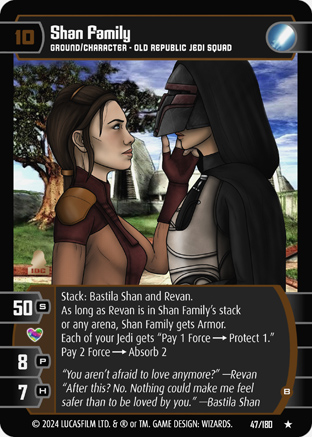 10 Shan Family
GROUND/CHARACTER - OLD REPUBLIC JEDI SQUAD
50 S
8 P
7 H
Stack: Bastila Shan and Revan.
As long as Revan is in Shan Family's stack
or any arena, Shan Family gets Armor.
Each of your Jedi gets "Pay 1 Force → Protect 1."
Pay 2 Force → Absorb 2
"You aren't afraid to love anymore?" —Revan
"After this? No. Nothing could make me feel
safer than to be loved by you." —Bastila Shan
B
© 2024 LUCASFILM LTD. & ® or TM. GAME DESIGN: WIZARDS. 47/180 ★